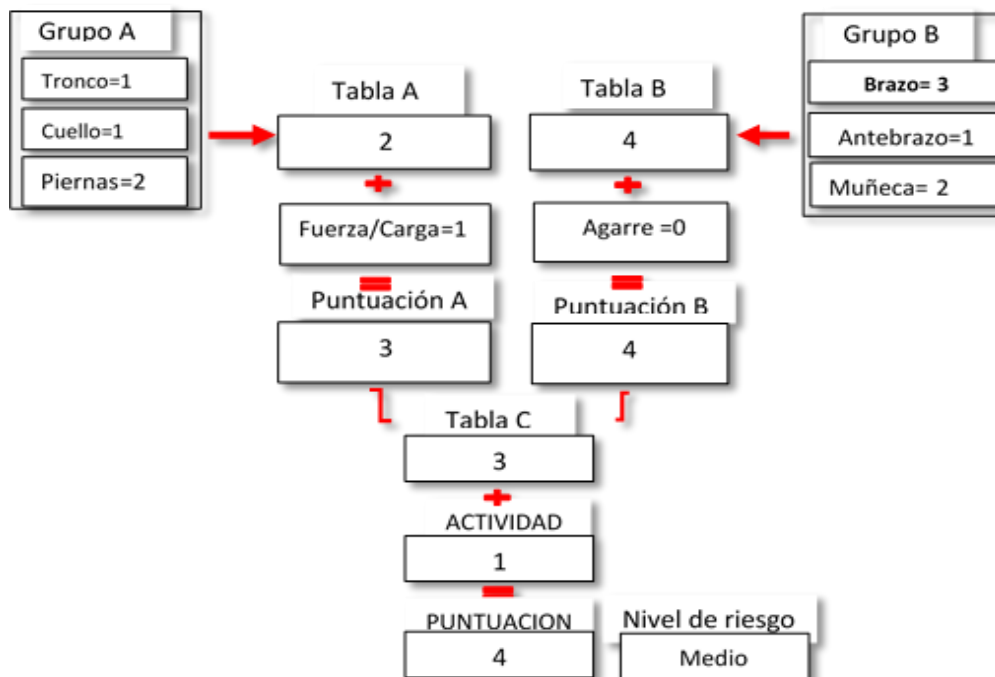 Grupo A
Tronco=1
Cuello=1
Piernas=2
Tabla A
2
Fuerza/Carga=1
Puntuación A
3
Tabla B
4
Agarre =0
Puntuación B
4
Grupo B
Brazo= 3
Antebrazo=1
Muñeca= 2
Tabla C
3
ACTIVIDAD
1
PUNTUACION
4
Nivel de riesgo
Medio